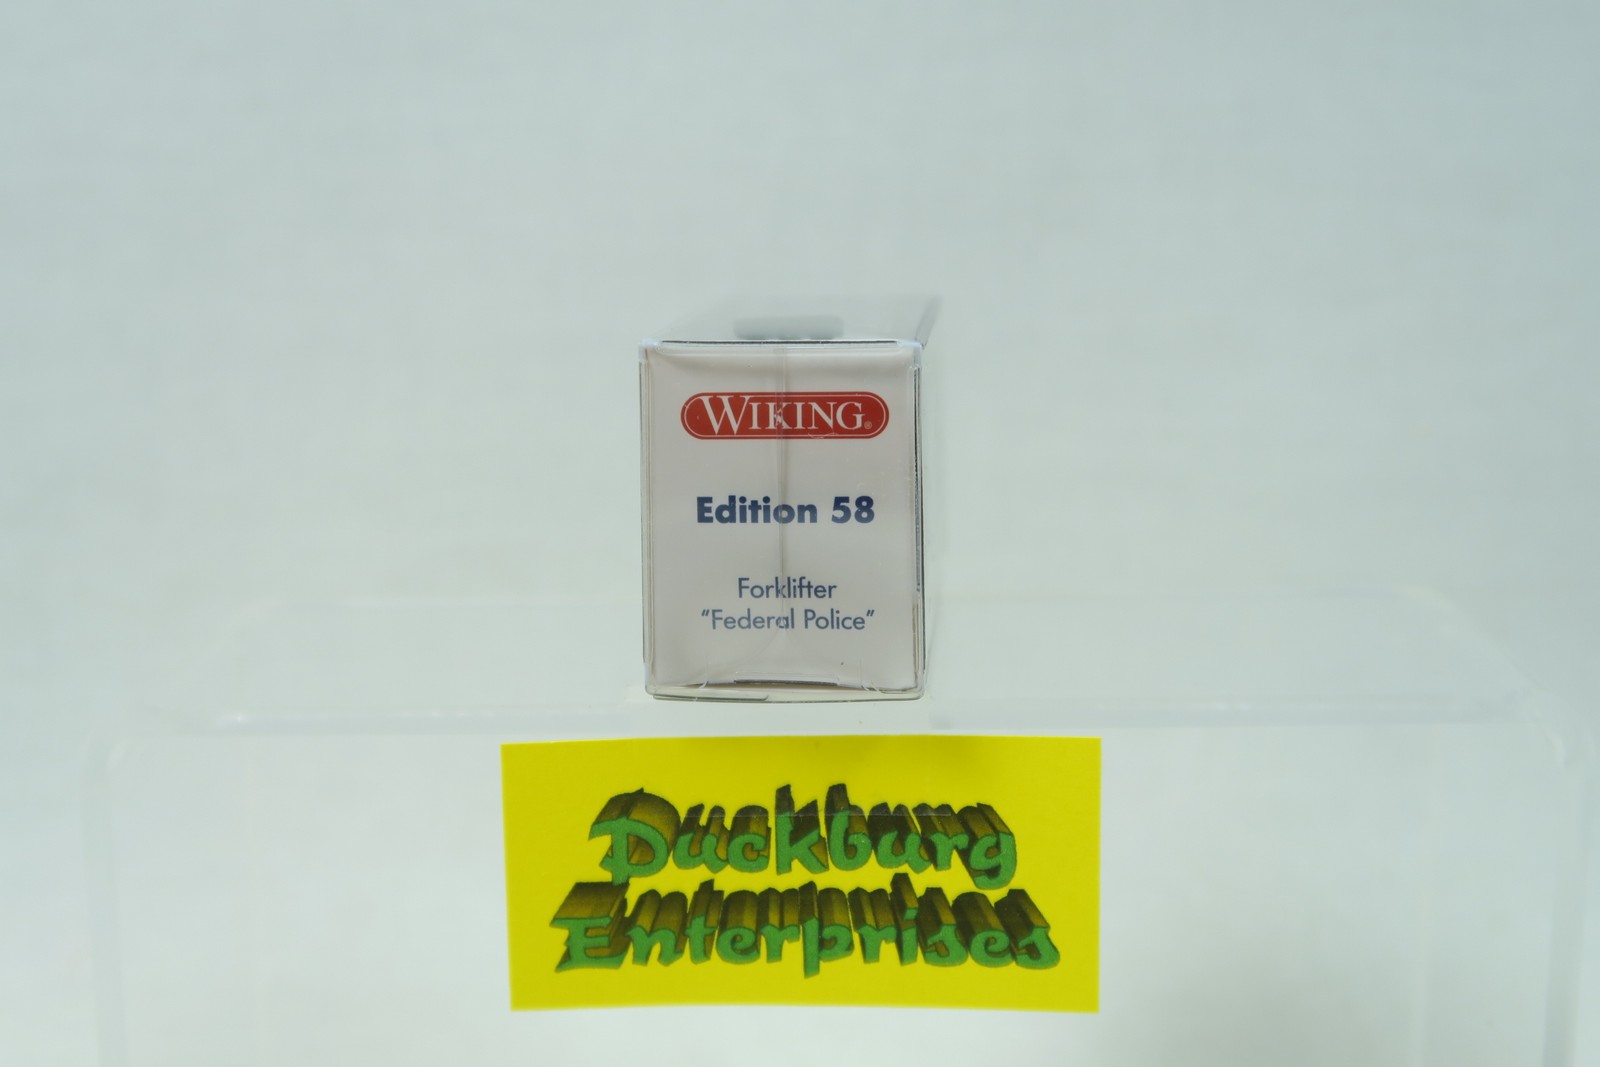 WIKING®
Edition 58
Forklifter
"Federal Police"
Duckburg
Enterprises